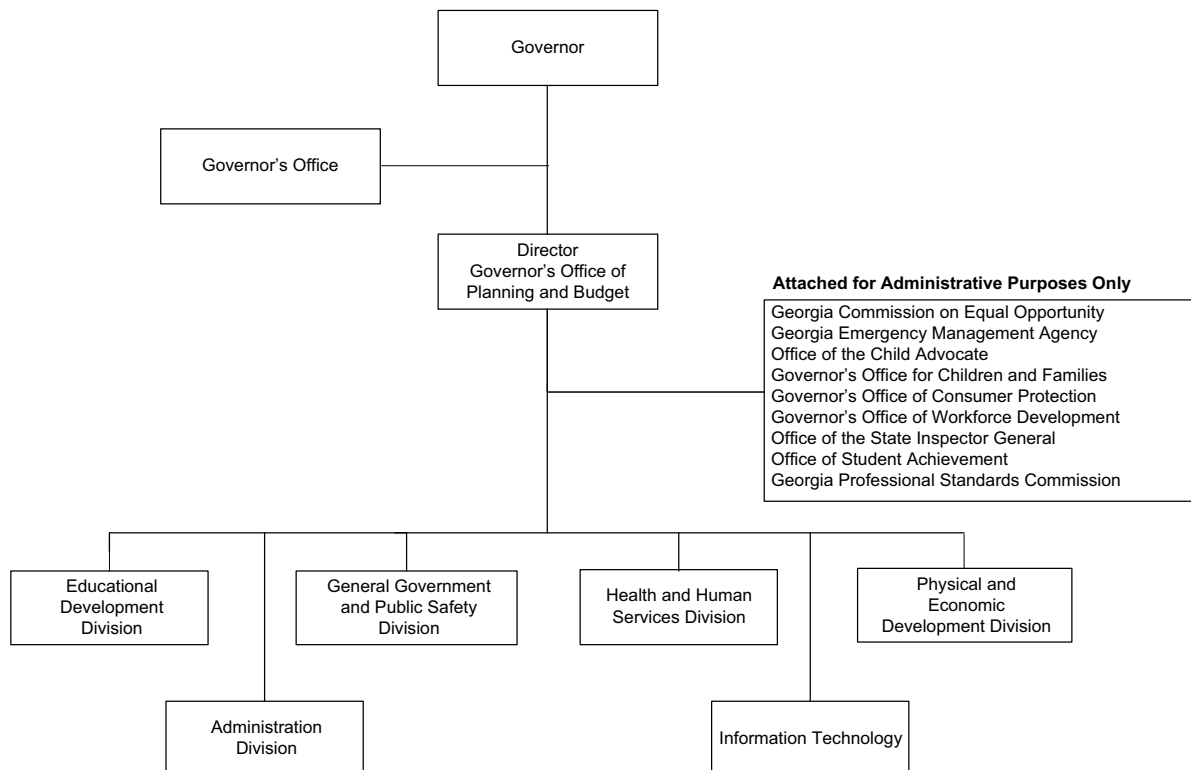 Governor
Governor’s Office
Director
Governor’s Office of
Planning and Budget
Attached for Administrative Purposes Only
Georgia Commission on Equal Opportunity
Georgia Emergency Management Agency
Office of the Child Advocate
Governor’s Office for Children and Families
Governor’s Office of Consumer Protection
Governor’s Office of Workforce Development
Office of the State Inspector General
Office of Student Achievement
Georgia Professional Standards Commission
Educational
Development
Division
General Government
and Public Safety
Division
Health and Human
Services Division
Physical and
Economic
Development Division
Administration
Division
Information Technology